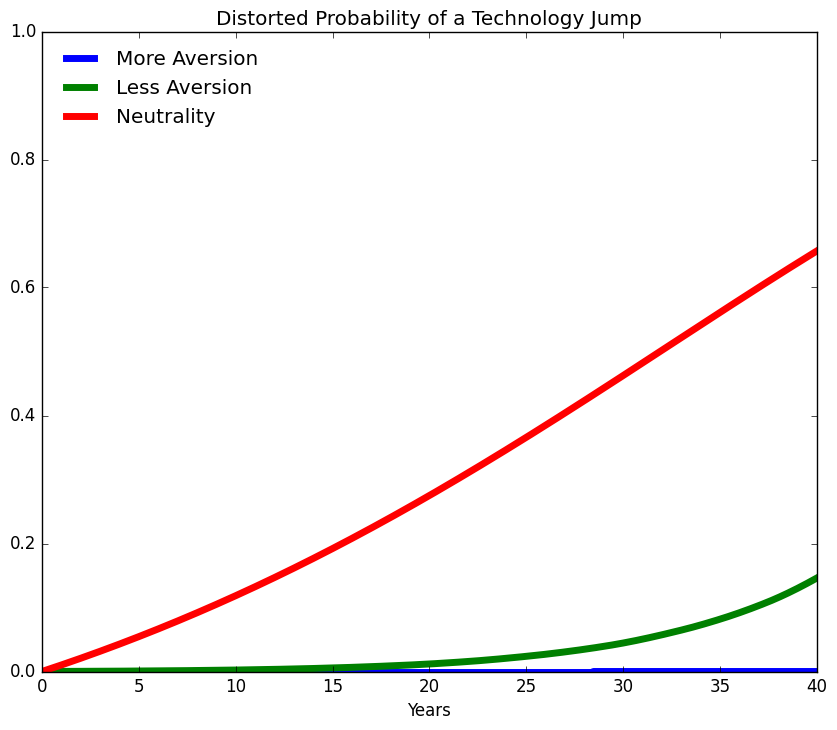 Distorted Probability of a Technology Jump
1.0
More Aversion
Less Aversion
Neutrality
0.8
0.6
0.4
0.2
0.0
0 5 10 15 20 25 30 35 40
Years